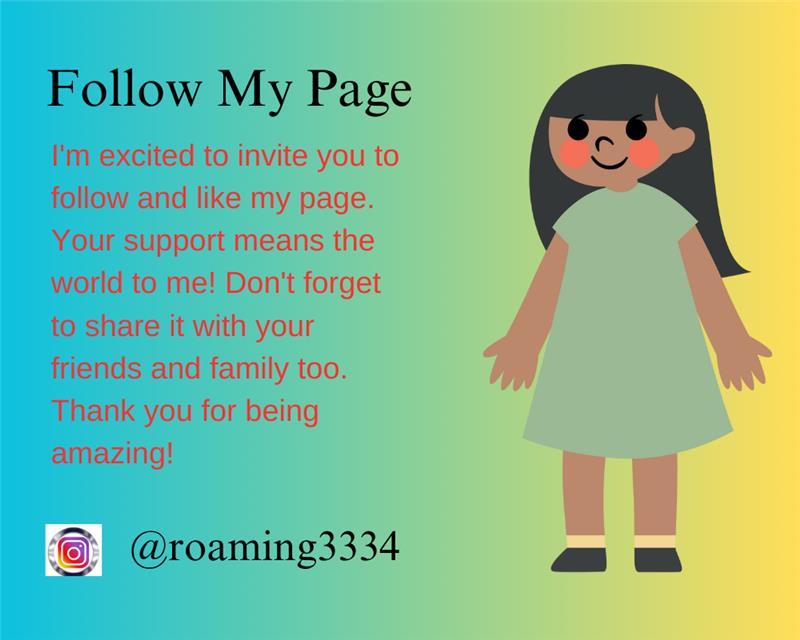 Follow My Page
I'm excited to invite you to
follow and like my page.
Your support means the
world to me! Don't forget
to share it with your
friends and family too.
Thank you for being
amazing!
@roaming3334